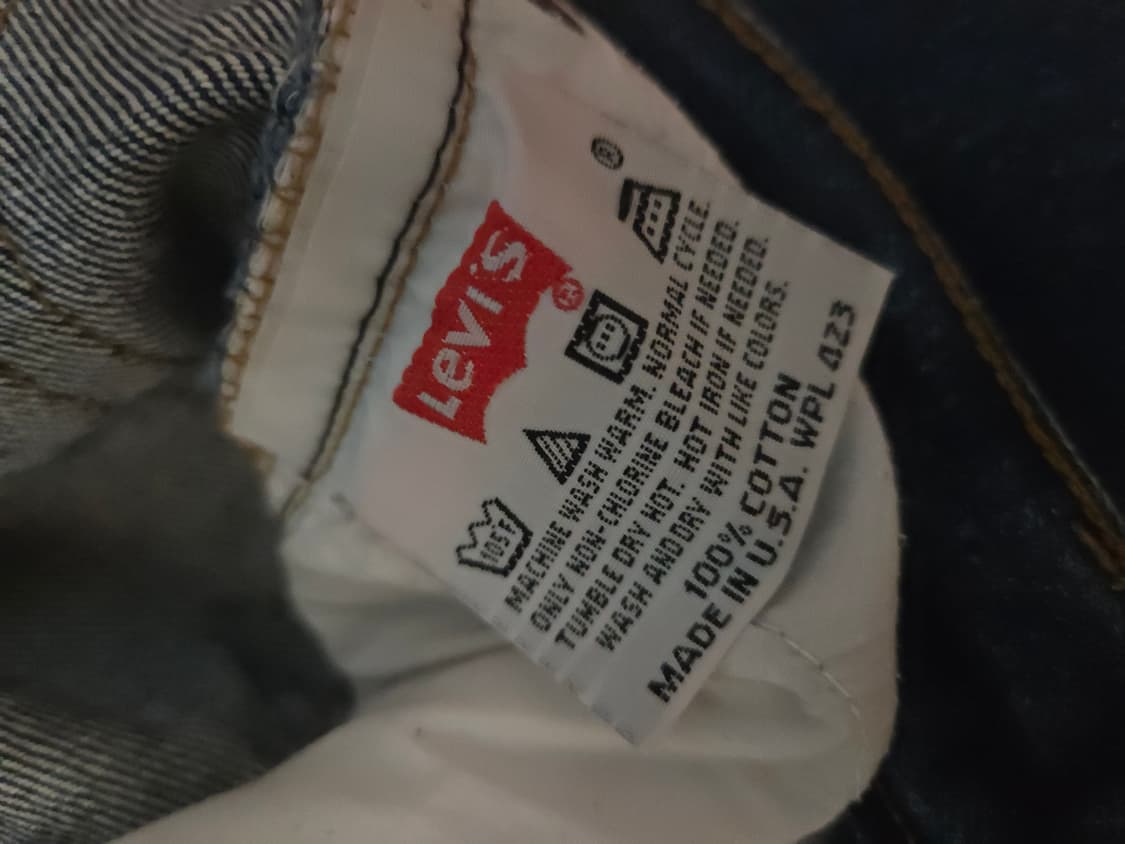 Levi's®
®
105F
MACHINE WASH WARM. NORMAL CYCLE.
ONLY NON-CHLORINE BLEACH IF NEEDED.
TUMBLE DRY HOT. HOT IRON IF NEEDED.
WASH AND DRY WITH LIKE COLORS.
100% COTTON
MADE IN U.S.A. WPL 423